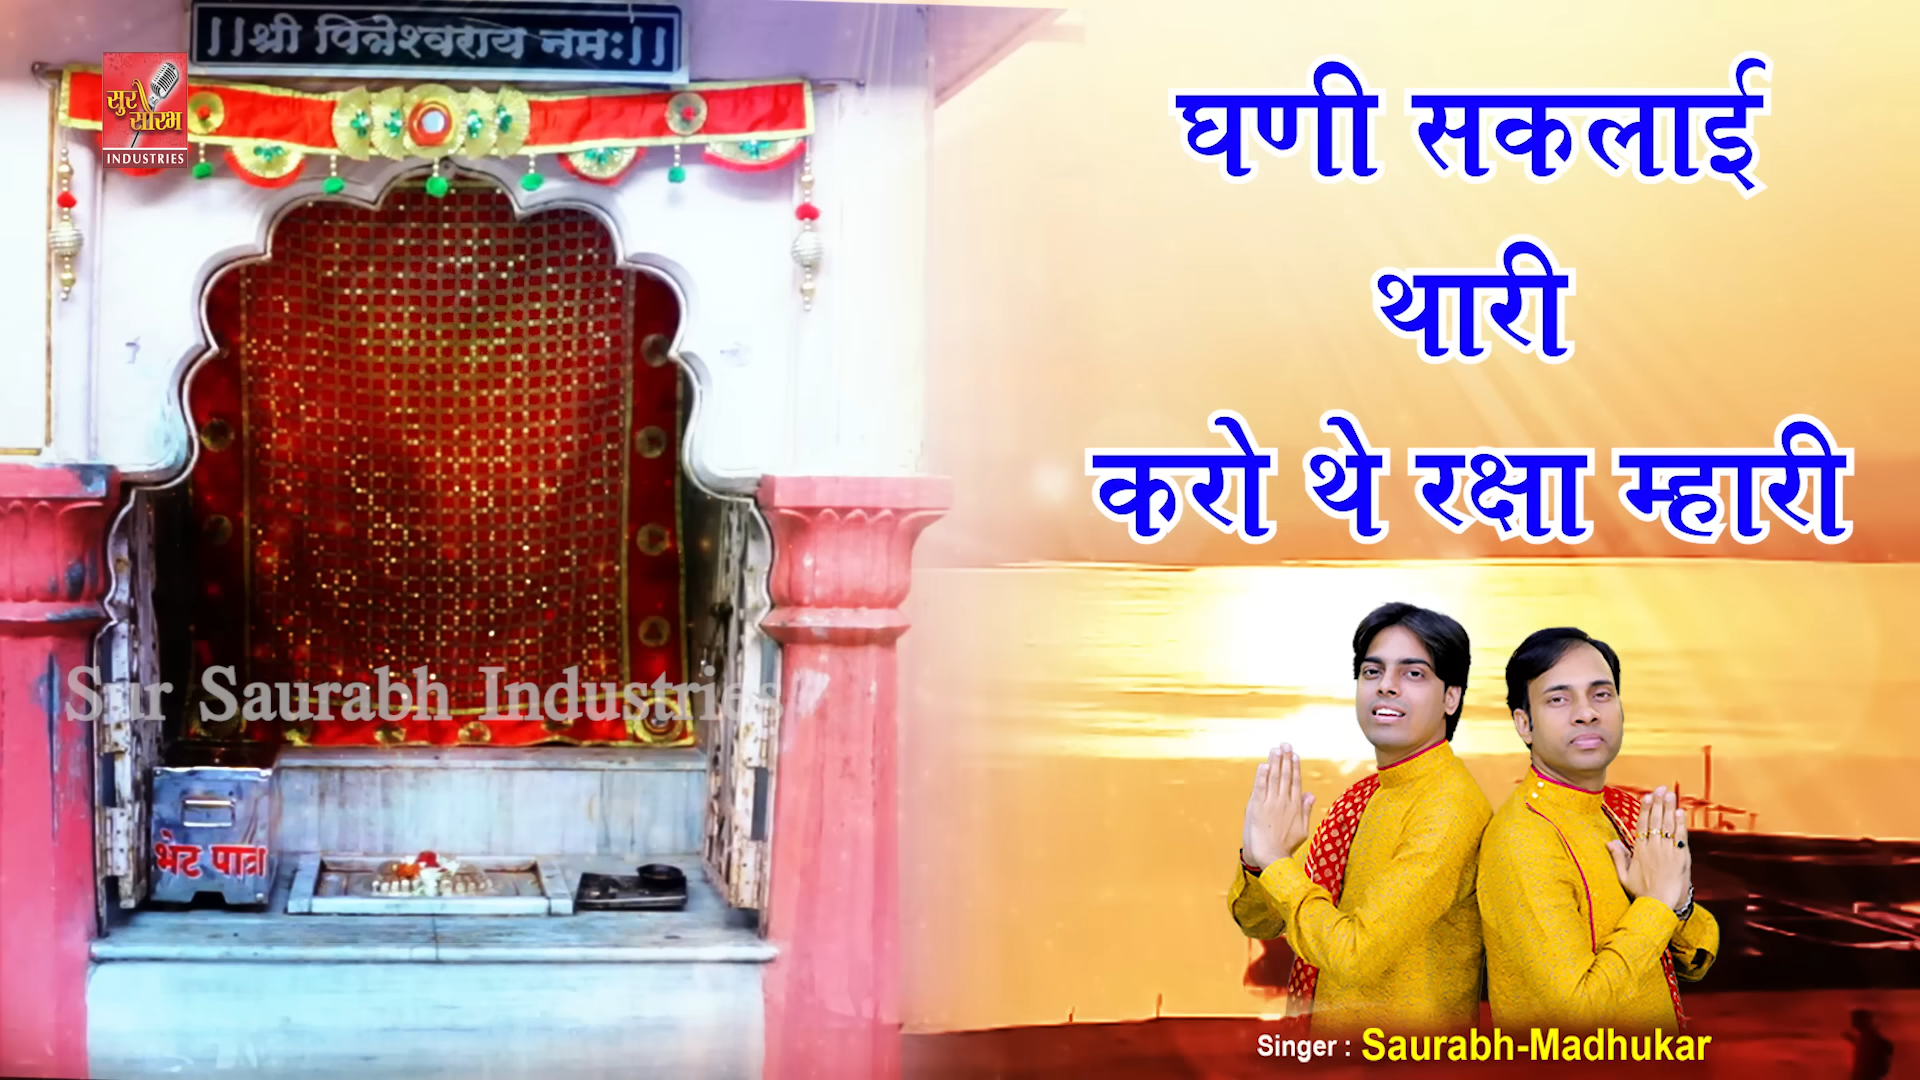 ||श्री पित्रेश्वराय नमः||
सुर
सौरभ
INDUSTRIES
घणी सकलाई
थारी
करो थे रक्षा म्हारी
Sur Saurabh Industries
भेट पात्र
Singer : Saurabh-Madhukar